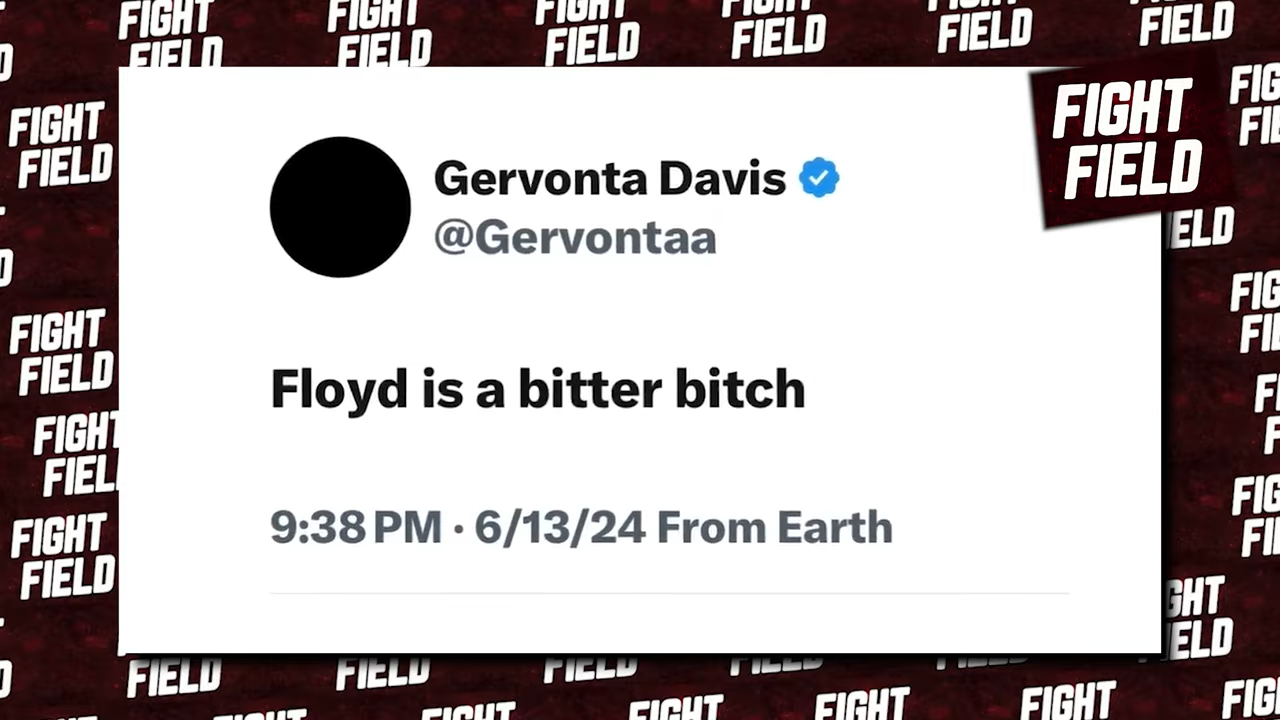 FIGHT
FIELD
Gervonta Davis
@Gervontaa
Floyd is a bitter bitch
9:38 PM · 6/13/24 From Earth